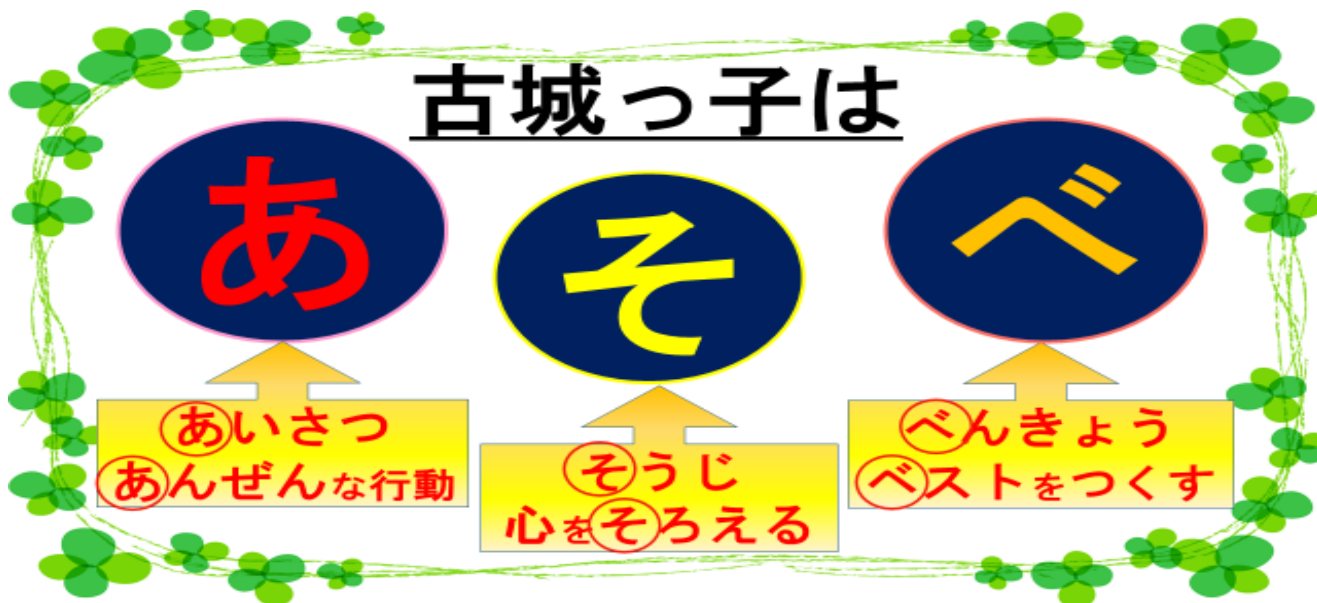 古城っ子は
あ
そ
べ
あいさつ
あんぜんな行動
そうじ
心をそろえる
べんきょう
ベストをつくす